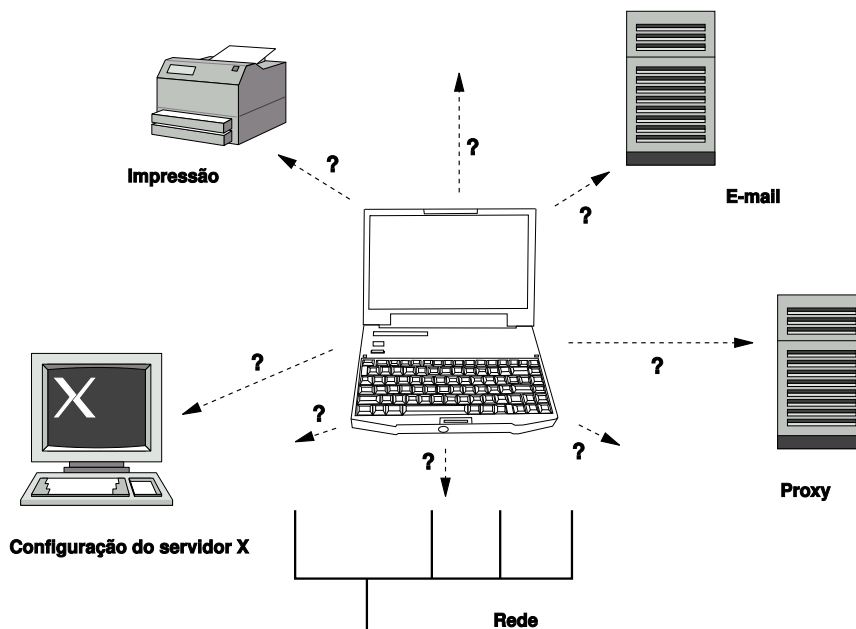 ?
?
Impressão
?
E-mail
?
?
X
?
?
?
Proxy
Configuração do servidor X
Rede